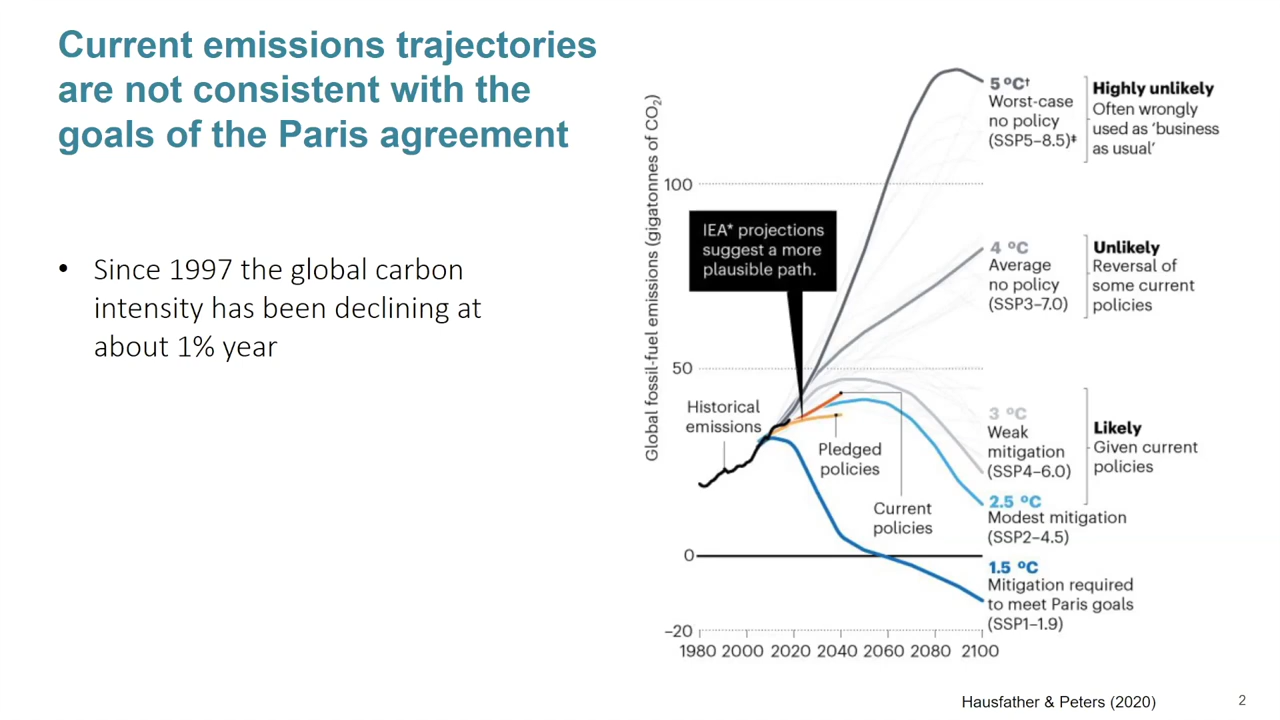 Current emissions trajectories
are not consistent with the
goals of the Paris agreement
• Since 1997 the global carbon
intensity has been declining at
about 1% year
Global fossil-fuel emissions (gigatonnes of CO₂)
100
50
0
–20
1980 2000 2020 2040 2060 2080 2100
IEA* projections
suggest a more
plausible path.
Historical
emissions
Pledged
policies
Current
policies
5 ºC†
Worst-case
no policy
(SSP5–8.5)‡
Highly unlikely
Often wrongly
used as ‘business
as usual’
4 ºC
Average
no policy
(SSP3–7.0)
Unlikely
Reversal of
some current
policies
3 ºC
Weak
mitigation
(SSP4–6.0)
Likely
Given current
policies
2.5 ºC
Modest mitigation
(SSP2–4.5)
1.5 ºC
Mitigation required
to meet Paris goals
(SSP1–1.9)
Hausfather & Peters (2020)
2